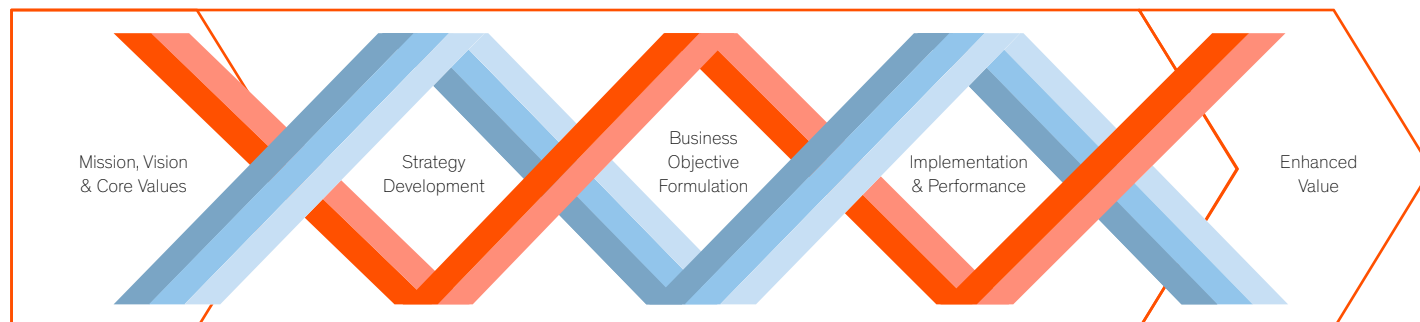 Mission, Vision
& Core Values
Strategy
Development
Business
Objective
Formulation
Implementation
& Performance
Enhanced
Value